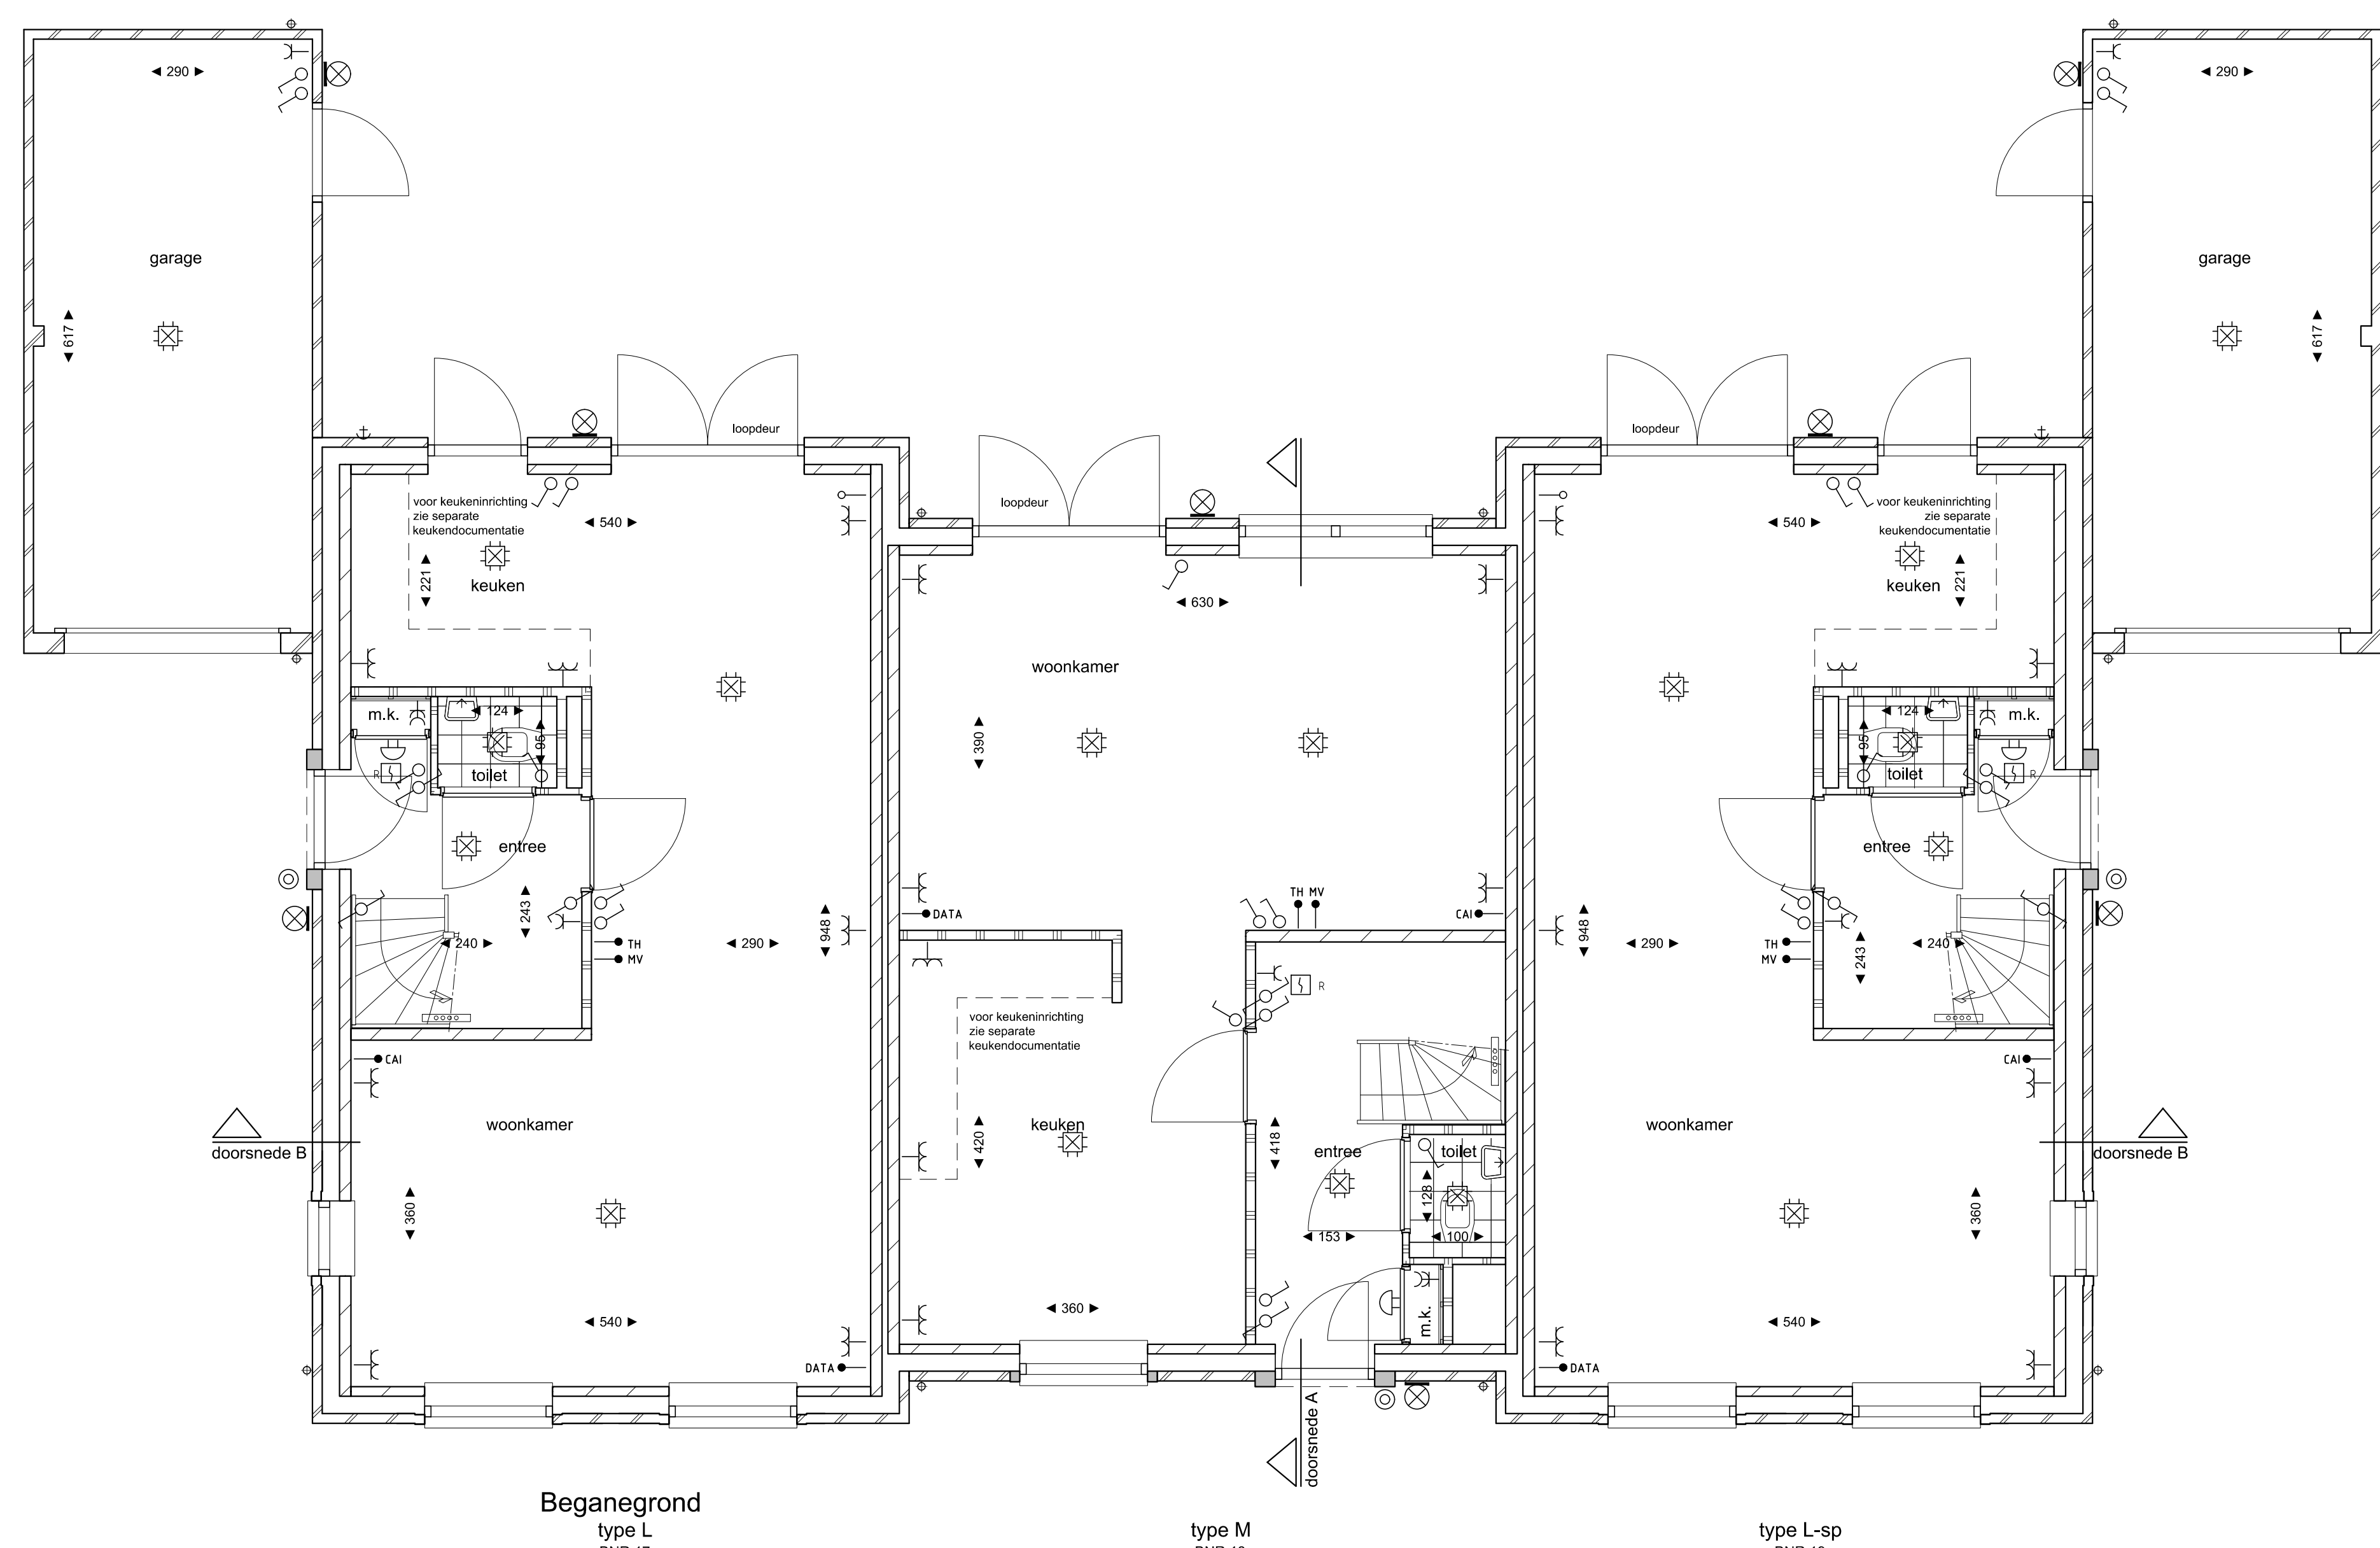 290
290
garage
garage
617
617
loopdeur
loopdeur
loopdeur
voor keukeninrichting
zie separate
keukendocumentatie
540
221
keuken
630
540
voor keukeninrichting
zie separate
keukendocumentatie
keuken
221
woonkamer
m.k.
124
95
toilet
R
390
124
95
m.k.
toilet
R
entree
entree
243
240
TH
MV
290
948
DATA
TH MV
CAI
948
290
TH
MV
243
240
R
voor keukeninrichting
zie separate
keukendocumentatie
CAI
CAI
woonkamer
keuken
420
418
entree
toilet
128
153
100
woonkamer
doorsnede B
doorsnede B
360
360
540
360
m.k.
540
DATA
DATA
doorsnede A
Beganegrond
type L
type M
type L-sp